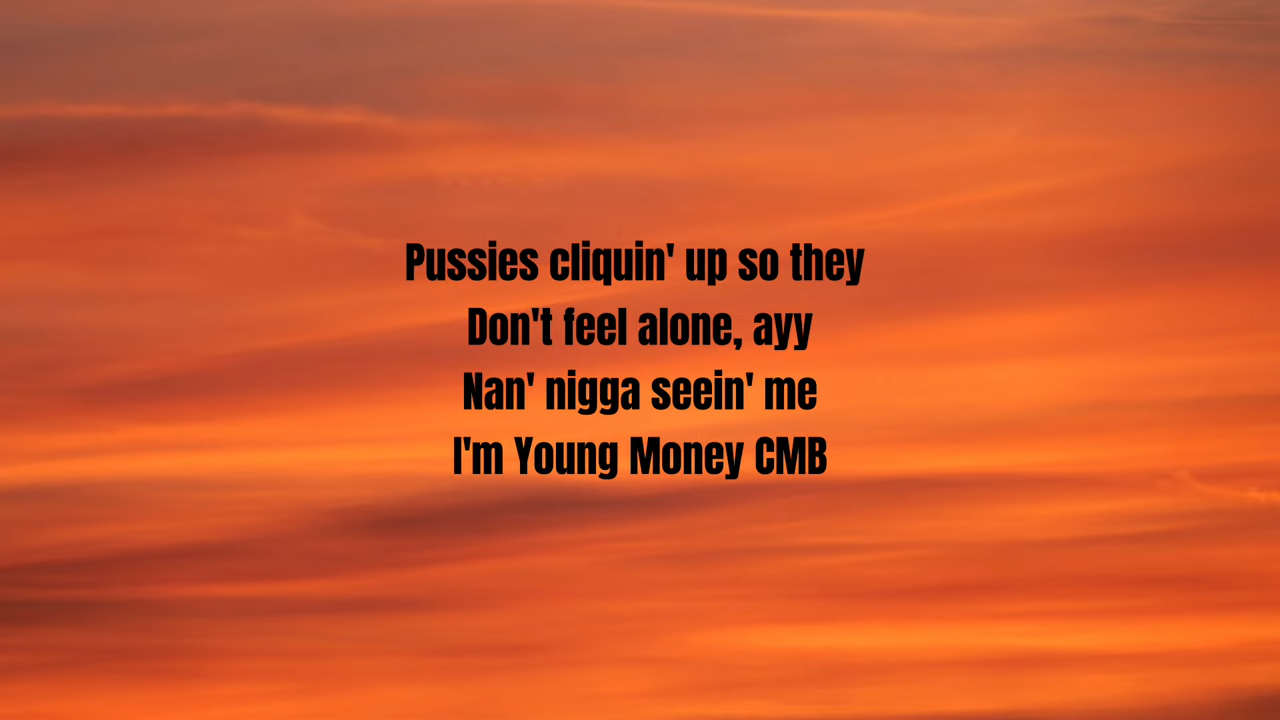 Pussies cliquin' up so they
Don't feel alone, ayy
Nan' nigga seein' me
I'm Young Money CMB